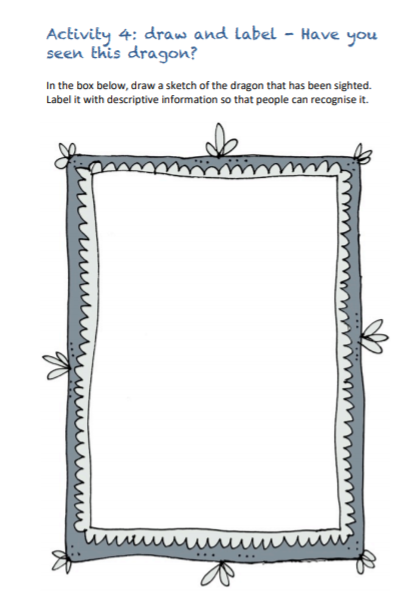 Activity 4: draw and label – Have you
seen this dragon?
In the box below, draw a sketch of the dragon that has been sighted.
Label it with descriptive information so that people can recognise it.